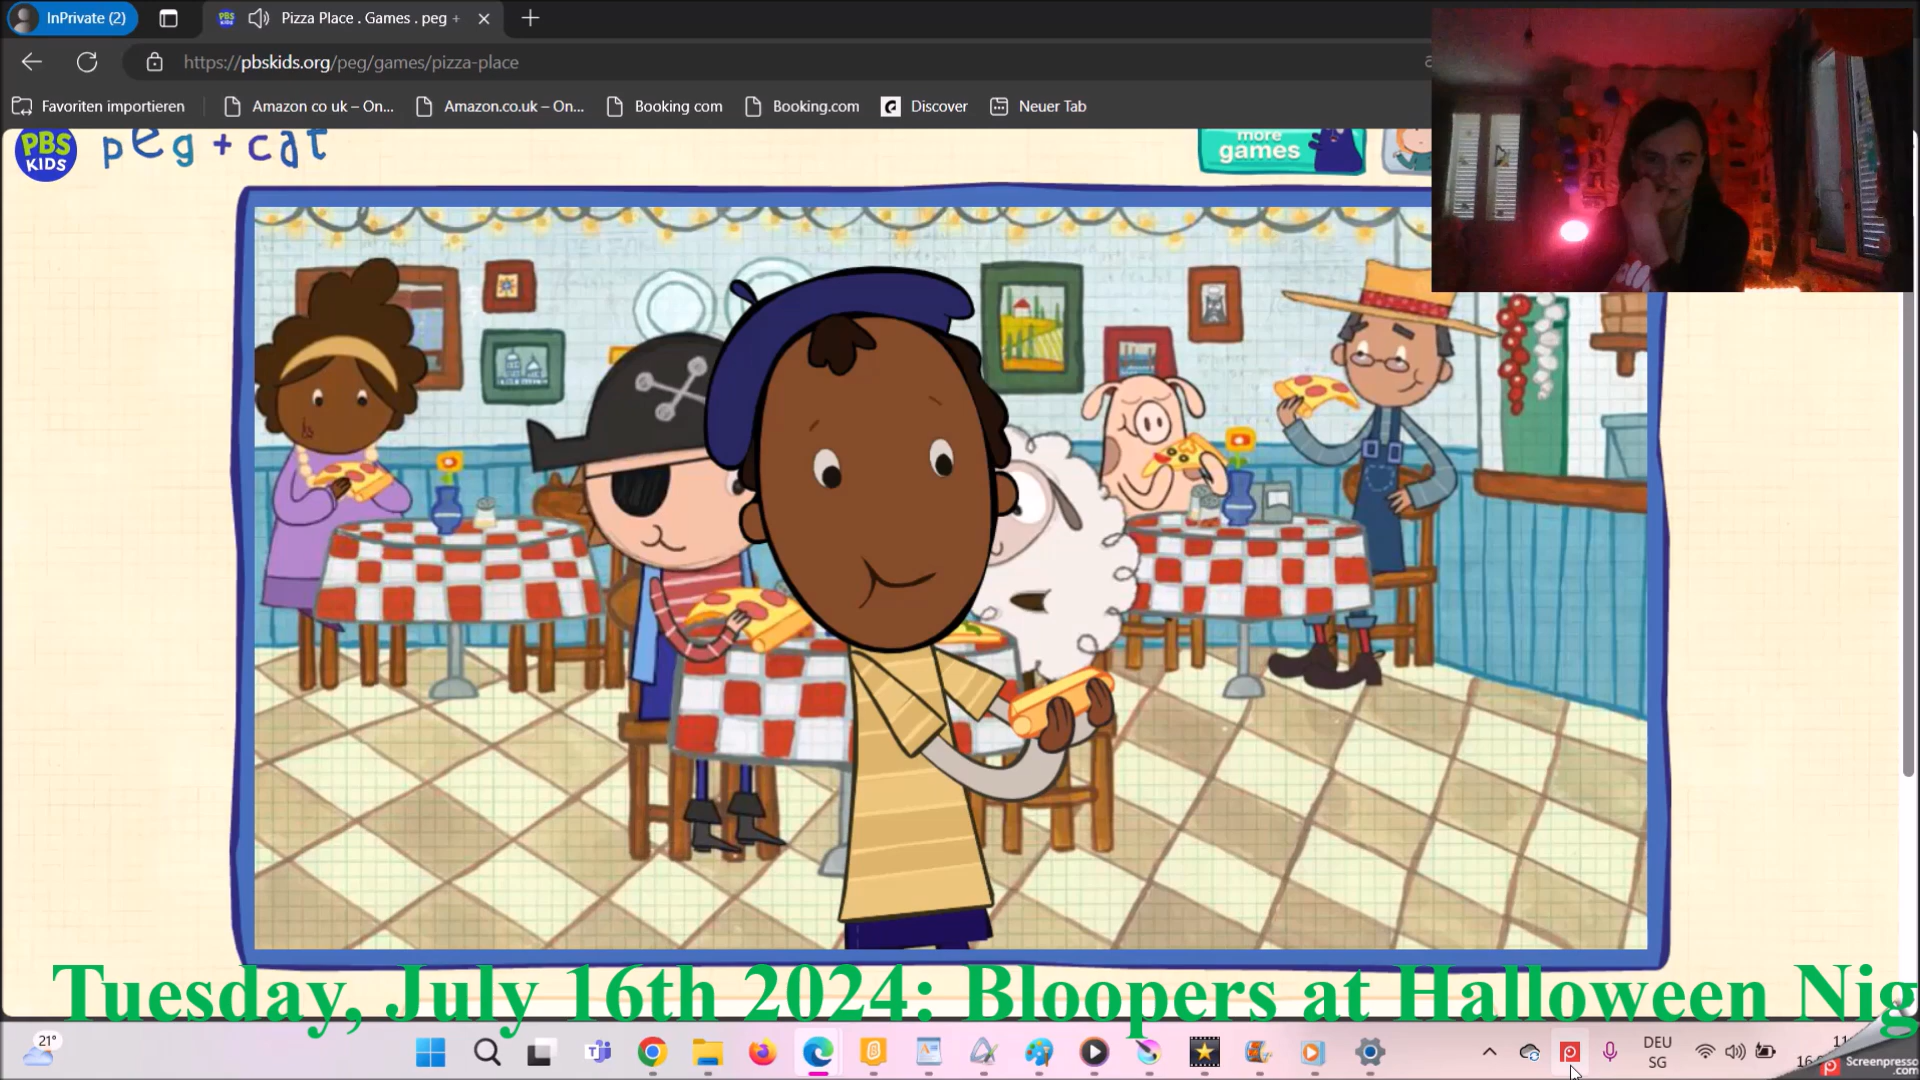 InPrivate (2)
Pizza Place . Games . peg +
https://pbskids.org/peg/games/pizza-place
Favoriten importieren
Amazon co uk – On...
Amazon.co.uk – On...
Booking com
Booking.com
Discover
Neuer Tab
PBS
KIDS
peg + cat
more
games
Tuesday, July 16th 2024: Bloopers at Halloween Nig
21°
DEU
SG
Screenpresso
.com